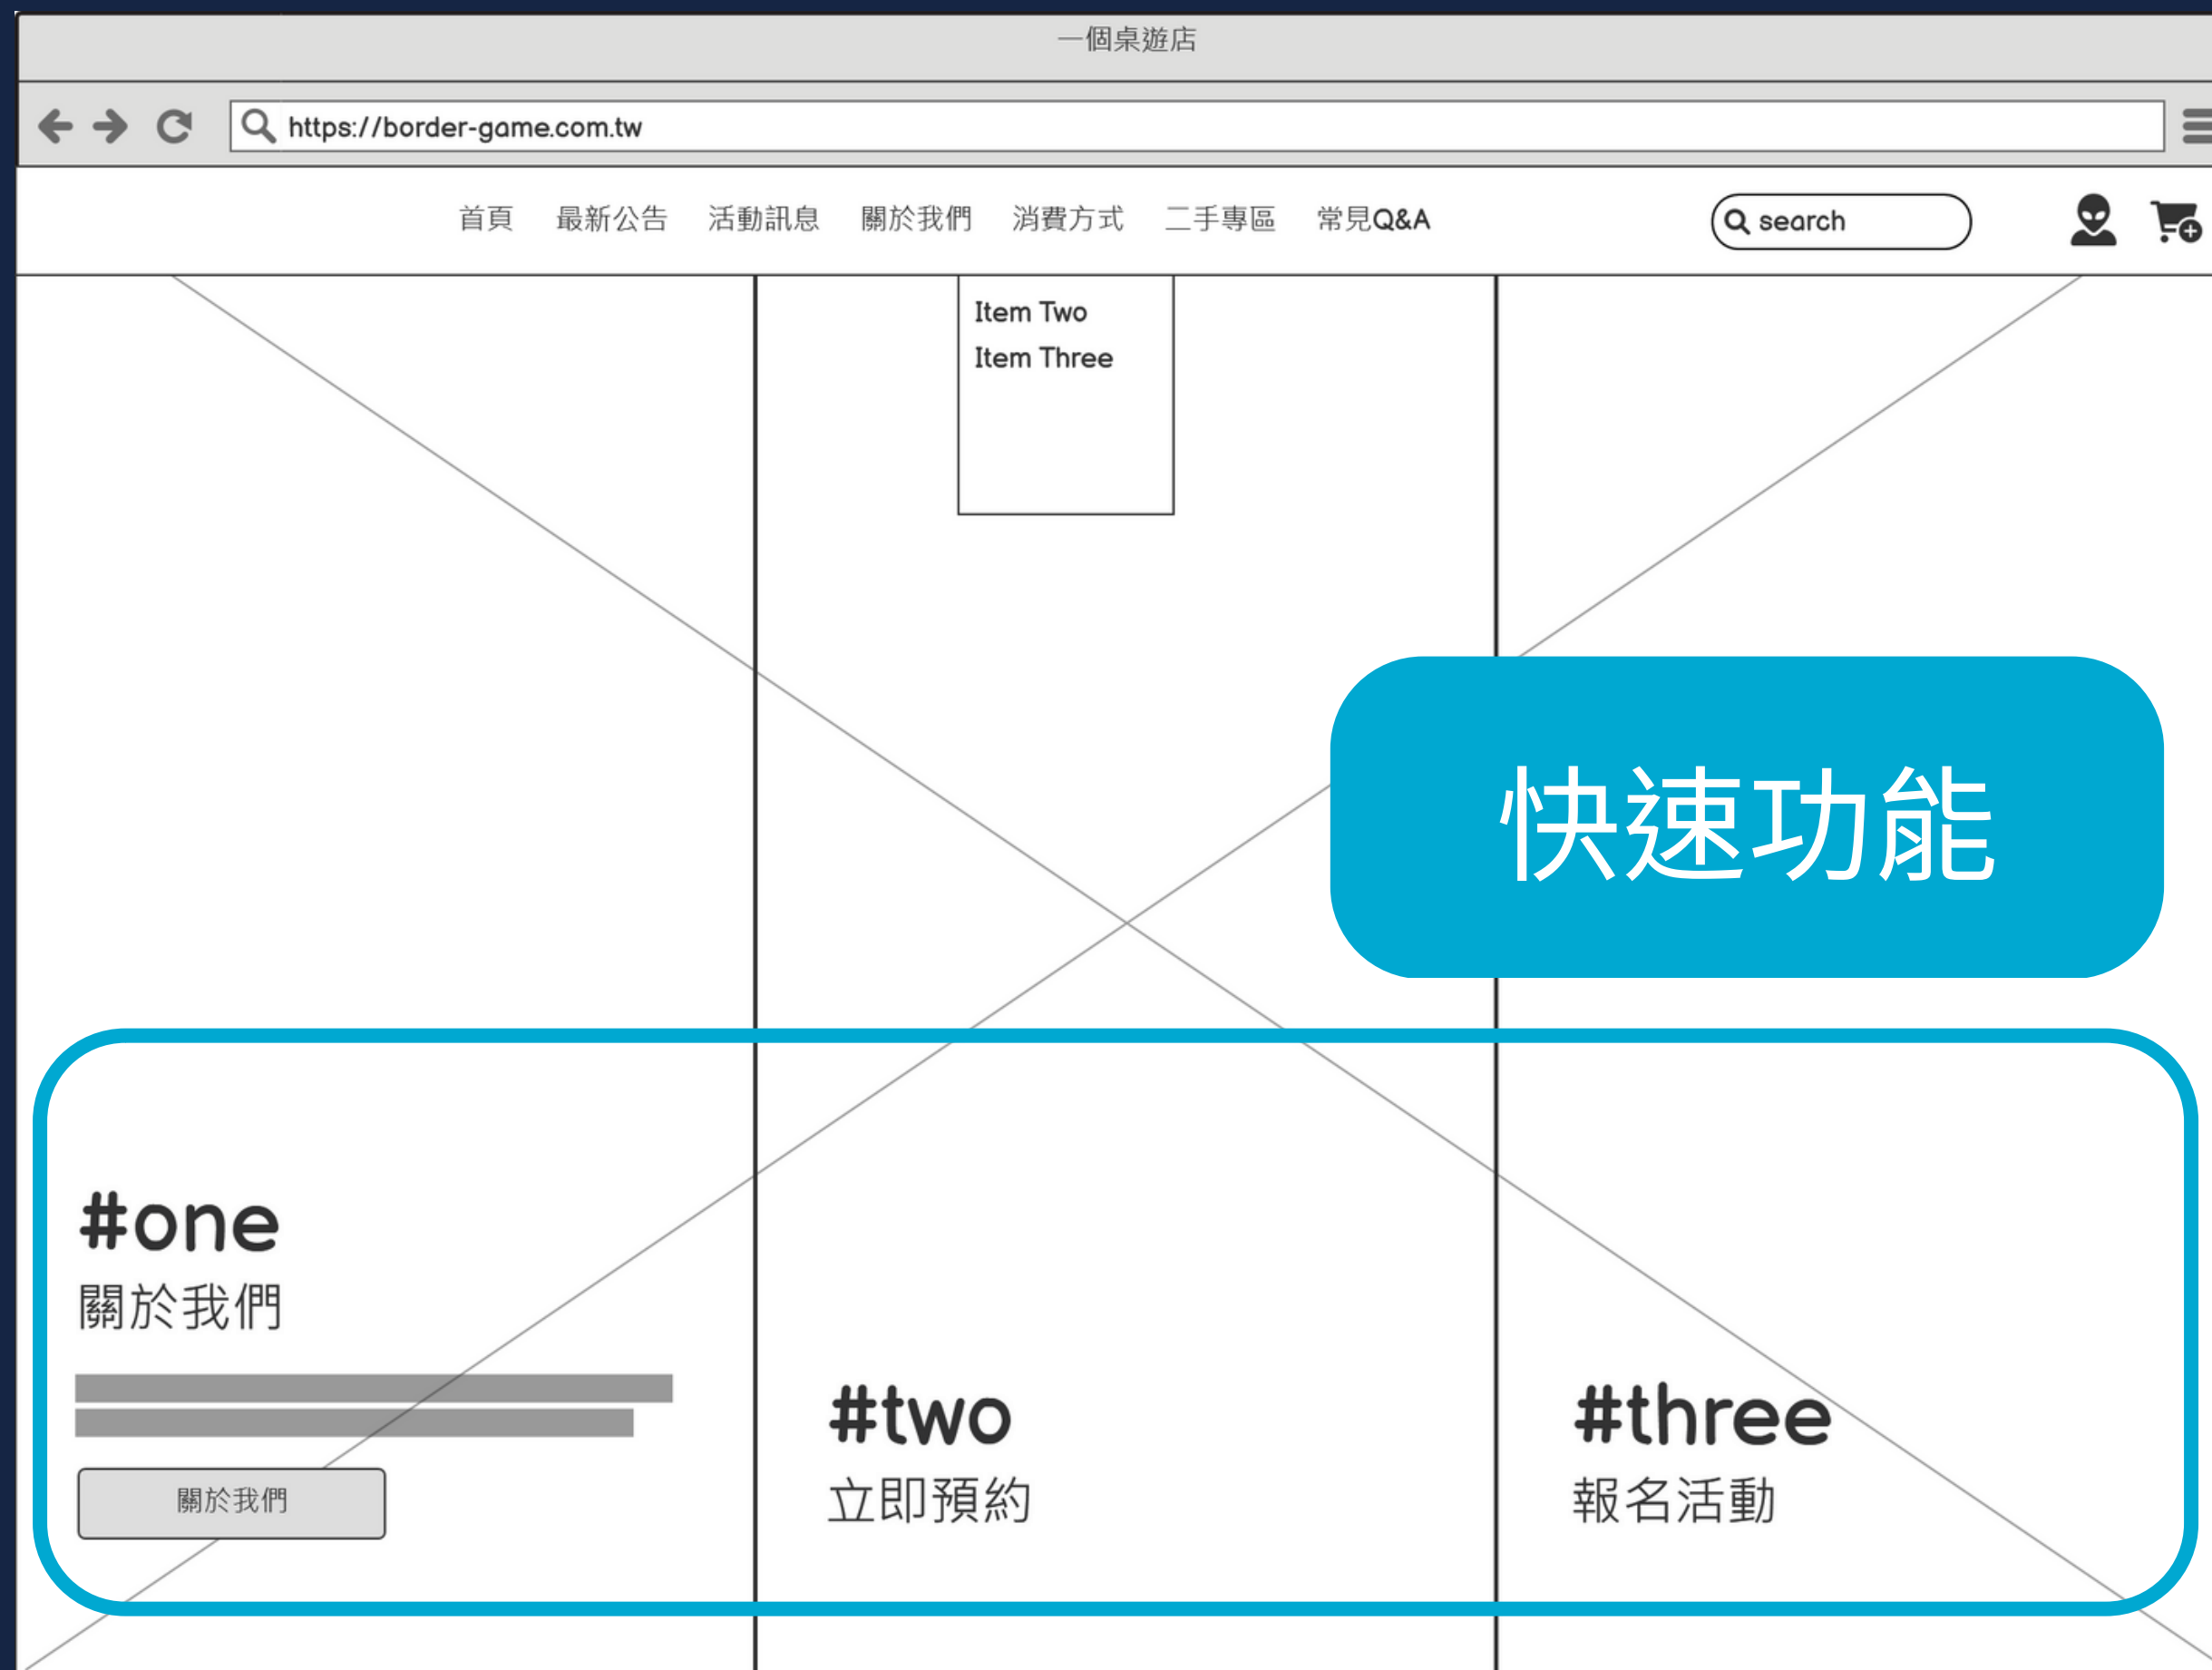 一個桌遊店
https://border-game.com.tw
首頁 最新公告 活動訊息 關於我們 消費方式 二手專區 常見Q&A search
Item Two
Item Three
快速功能
#one
關於我們
關於我們
#two
立即預約
#three
報名活動